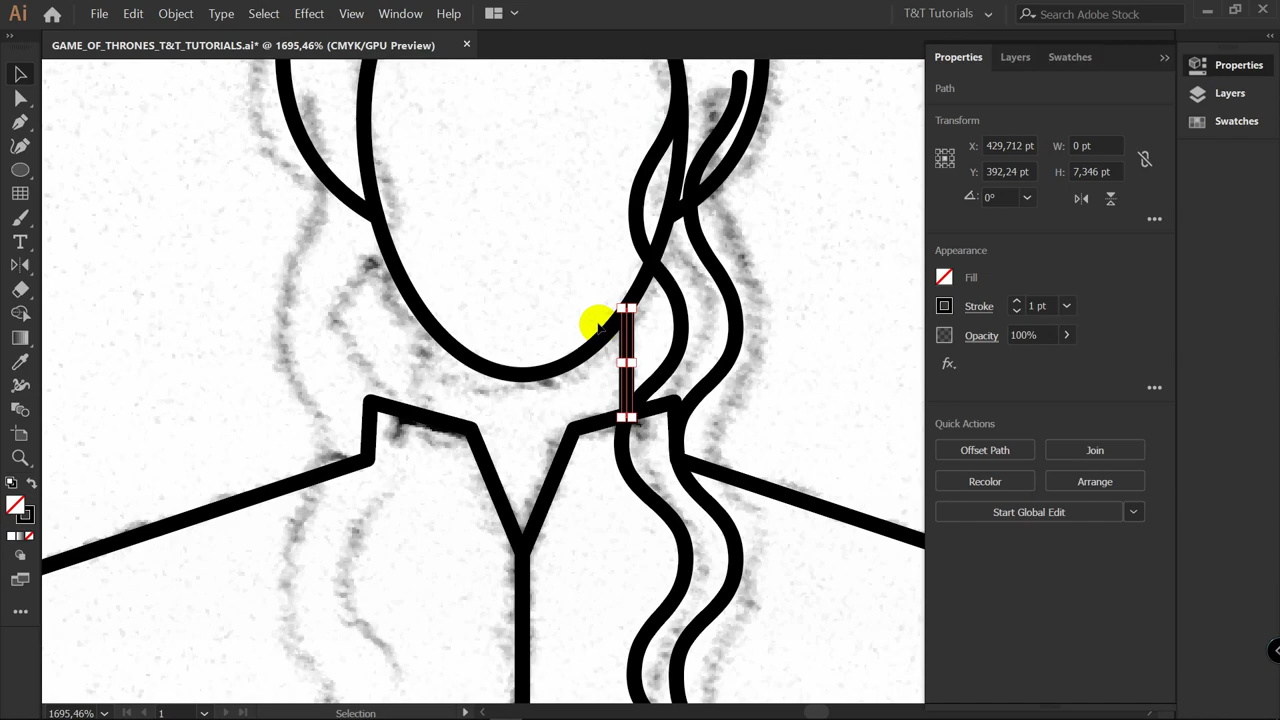 Ai File Edit Object Type Select Effect View Window Help T&T Tutorials Search Adobe Stock
GAME_OF_THRONES_T&T_TUTORIALS.ai* @ 1695,46% (CMYK/GPU Preview)
Properties Layers Swatches
Path
Transform
X: 429,712 pt W: 0 pt
Y: 392,24 pt H: 7,346 pt
0°
Appearance
Fill
Stroke 1 pt
Opacity 100%
fx
Quick Actions
Offset Path Join
Recolor Arrange
Start Global Edit
Properties
Layers
Swatches
1695,46% 1 Selection